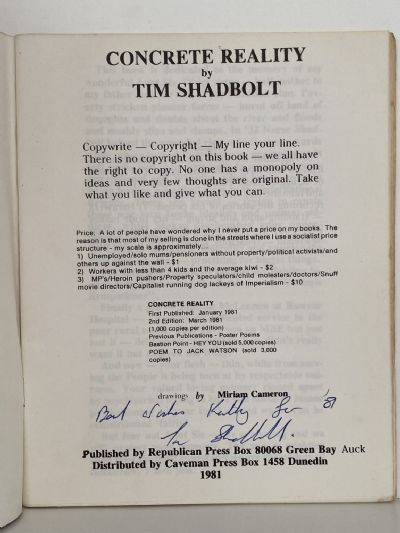 CONCRETE REALITY
by
TIM SHADBOLT
Copywrite — Copyright — My line your line.
There is no copyright on this book — we all have
the right to copy. No one has a monopoly on
ideas and very few thoughts are original. Take
what you like and give what you can.
Price; A lot of people have wondered why I never put a price on my books. The
reason is that most of my selling is done in the streets where I use a socialist price
structure - my scale is approximately...
1) Unemployed/solo mums/pensioners without property/political activists/and
others up against the wall - $1
2) Workers with less than 4 kids and the average kiwi - $2
3) MP's/Heroin pushers/Property speculators/child molesters/doctors/Snuff
movie directors/Capitalist running dog lackeys of Imperialism - $10
CONCRETE REALITY
First Published: January 1981
2nd Edition: March 1981
(1,000 copies per edition)
Previous Publications - Poster Poems
Bastion Point - HEY YOU (sold 5,000 copies)
POEM TO JACK WATSON (sold 3,000
copies)
drawings by Miriam Cameron
Best Wishes '81
Tim Shadbolt.
Published by Republican Press Box 80068 Green Bay Auck
Distributed by Caveman Press Box 1458 Dunedin
1981